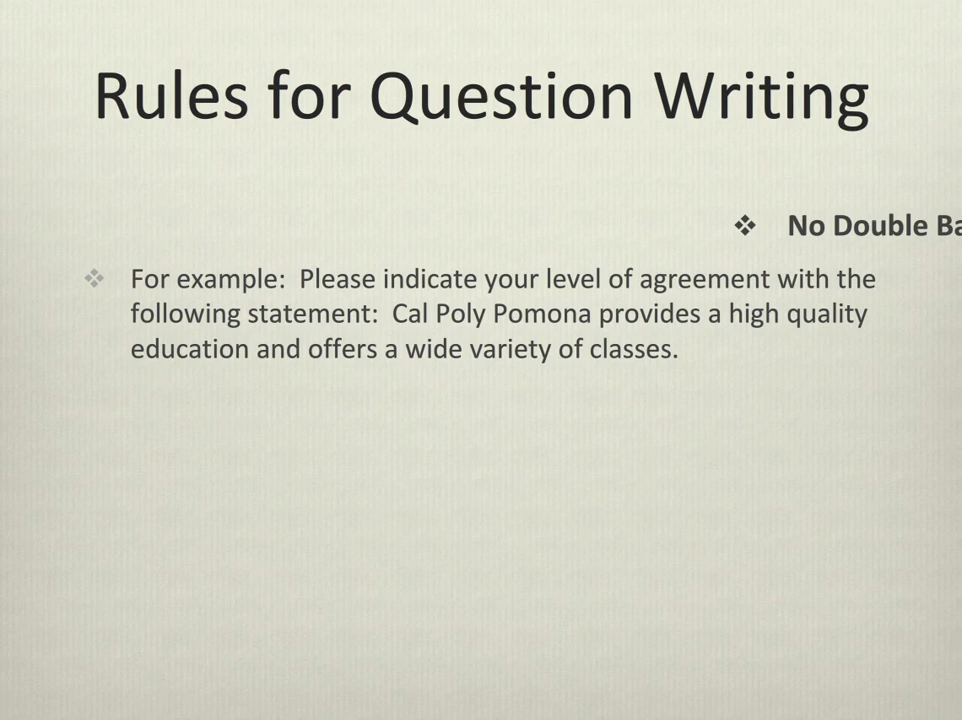 Rules for Question Writing
❖ No Double Ba
❖ For example:  Please indicate your level of agreement with the
following statement:  Cal Poly Pomona provides a high quality
education and offers a wide variety of classes.